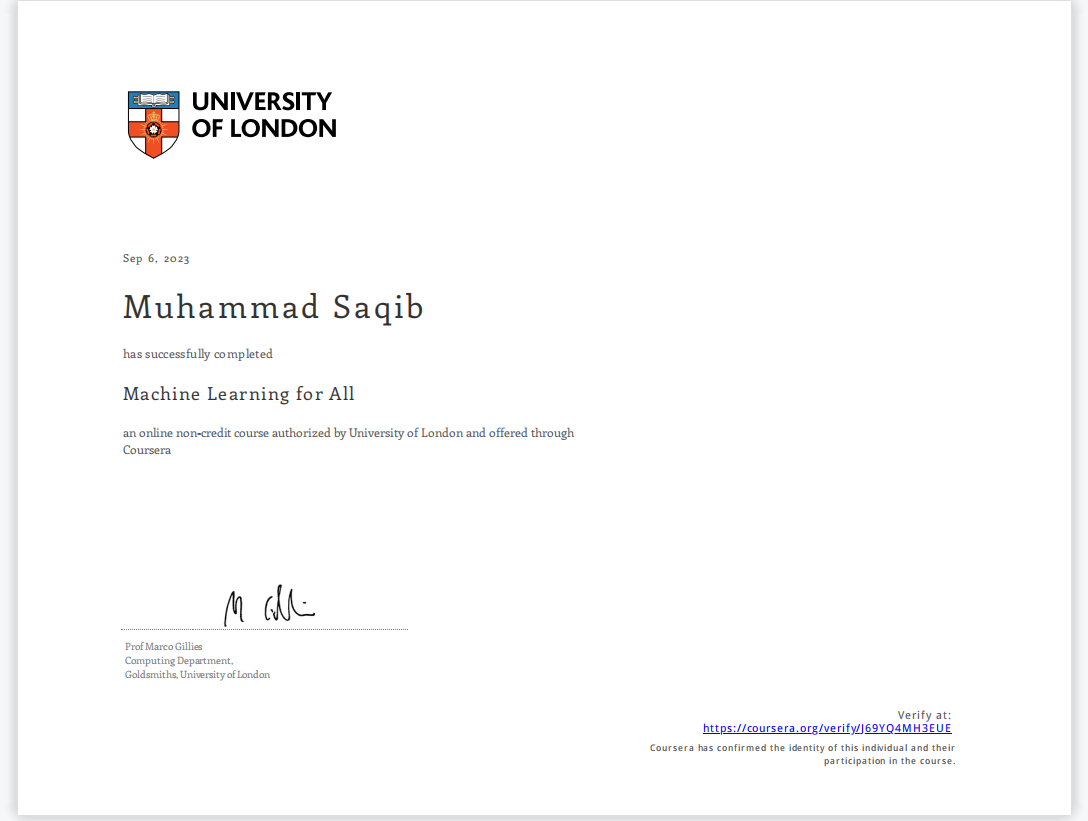 UNIVERSITY
OF LONDON
Sep 6, 2023
Muhammad Saqib
has successfully completed
Machine Learning for All
an online non-credit course authorized by University of London and offered through
Coursera
Prof Marco Gillies
Computing Department,
Goldsmiths, University of London
Verify at:
https://coursera.org/verify/J69YQ4MH3EUE
Coursera has confirmed the identity of this individual and their
participation in the course.